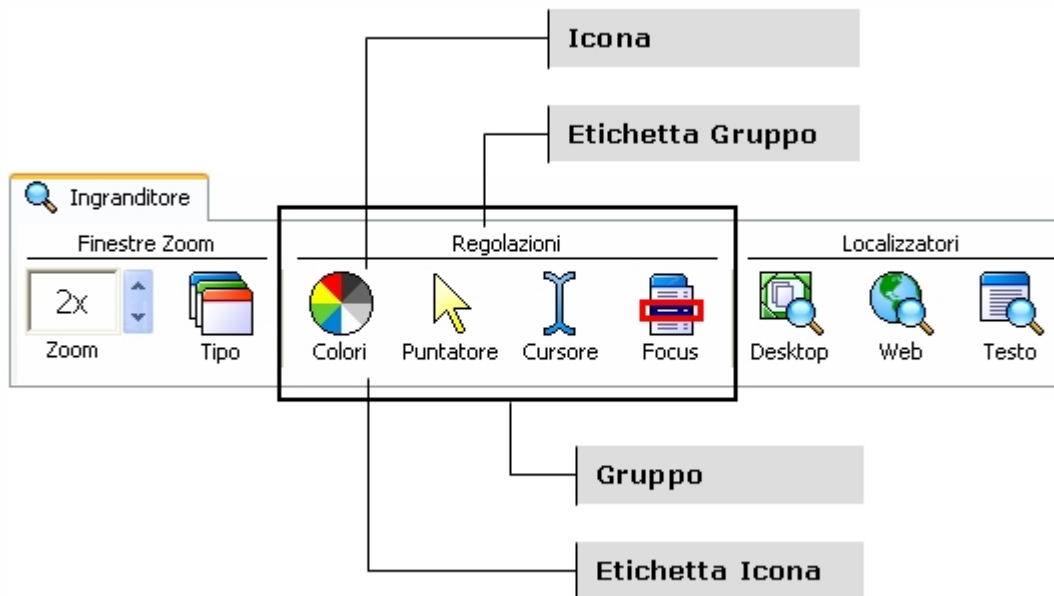 Icona
Etichetta Gruppo
Ingranditore
Finestre Zoom
Regolazioni
Localizzatori
2x
Zoom
Tipo
Colori
Puntatore
Cursore
Focus
Desktop
Web
Testo
Gruppo
Etichetta Icona